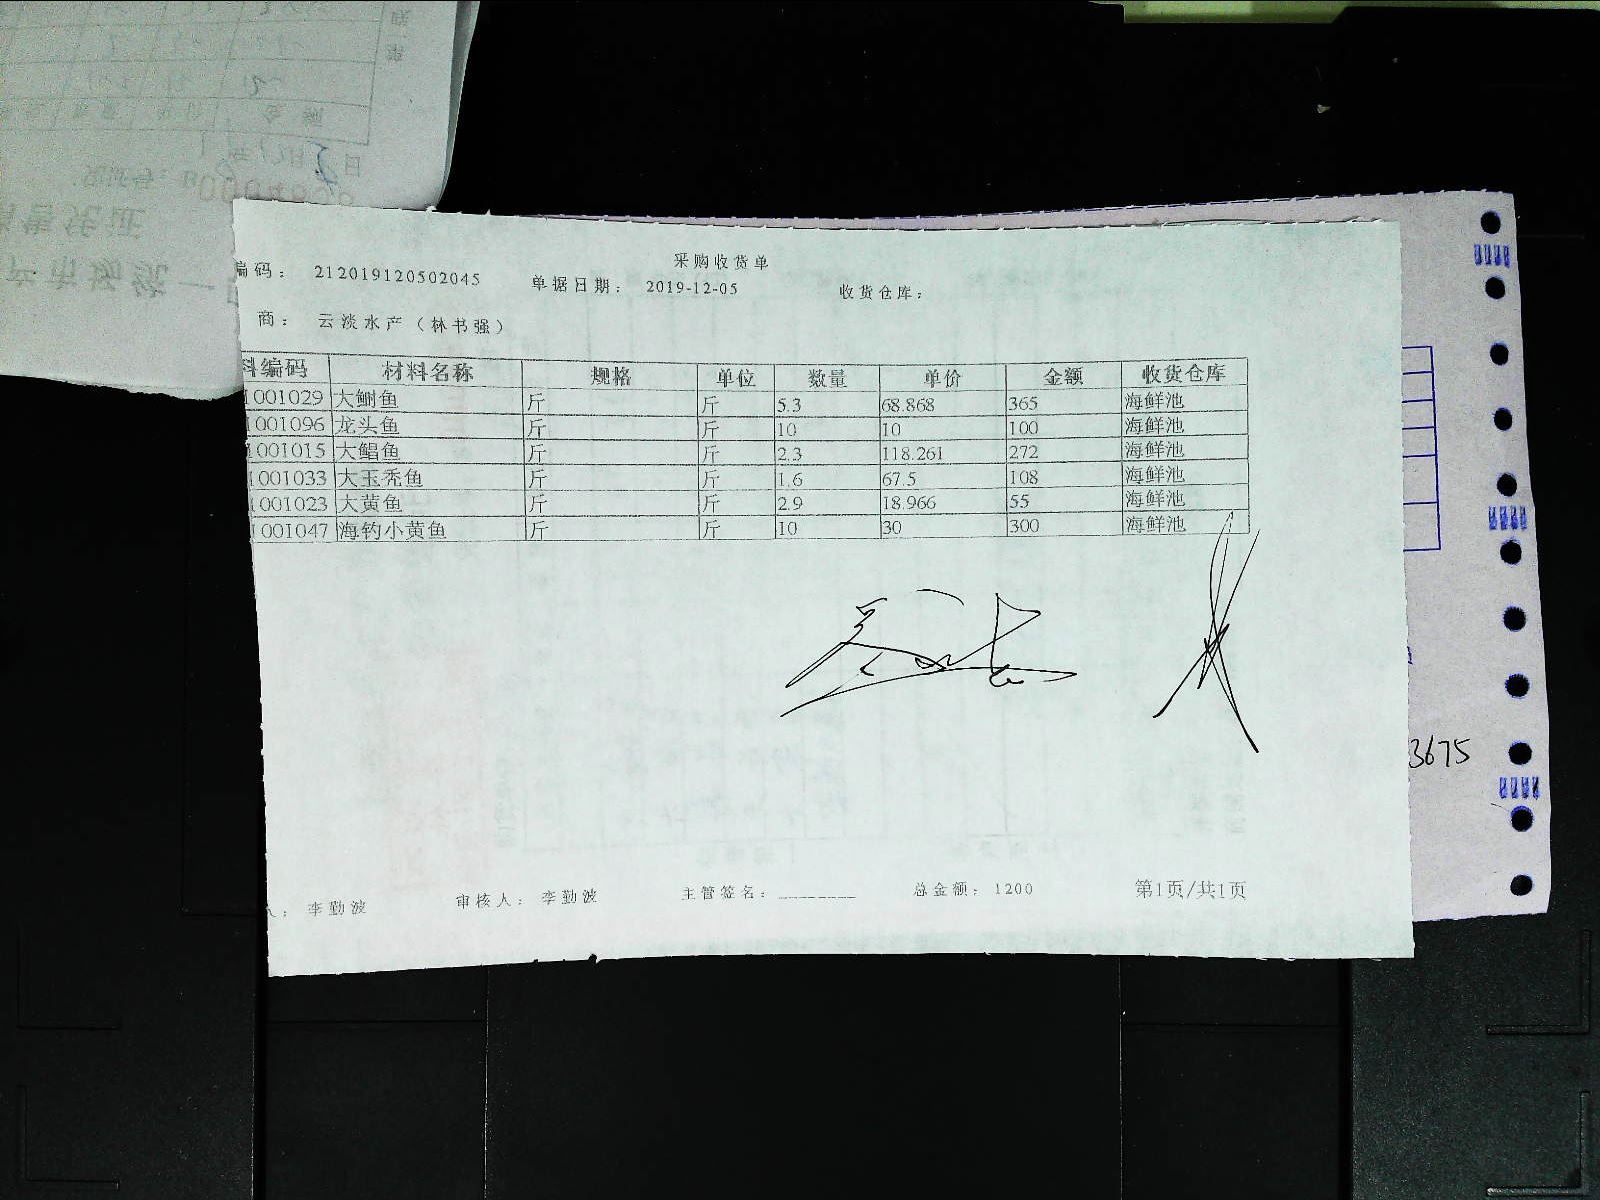 采购收货单
编码： 212019120502045 单据日期： 2019-12-05 收货仓库：
商： 云淡水产（林书强）
料编码 材料名称 规格 单位 数量 单价 金额 收货仓库
1001029 大鲥鱼 斤 斤 5.3 68.868 365 海鲜池
1001096 龙头鱼 斤 斤 10 10 100 海鲜池
1001015 大鲳鱼 斤 斤 2.3 118.261 272 海鲜池
1001033 大玉秃鱼 斤 斤 1.6 67.5 108 海鲜池
1001023 大黄鱼 斤 斤 2.9 18.966 55 海鲜池
1001047 海钓小黄鱼 斤 斤 10 30 300 海鲜池
3675
人： 李勤波 审核人： 李勤波 主管签名：________ 总金额： 1200 第1页/共1页